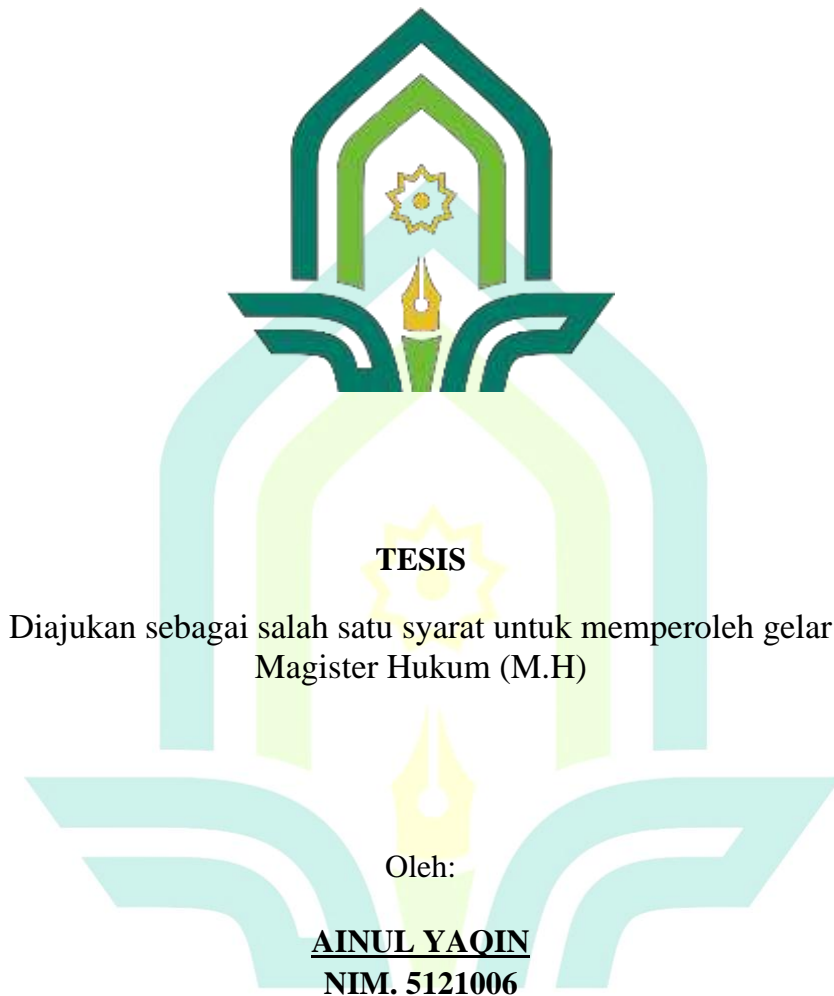 TESIS
Diajukan sebagai salah satu syarat untuk memperoleh gelar
Magister Hukum (M.H)
Oleh:
AINUL YAQIN
NIM. 5121006